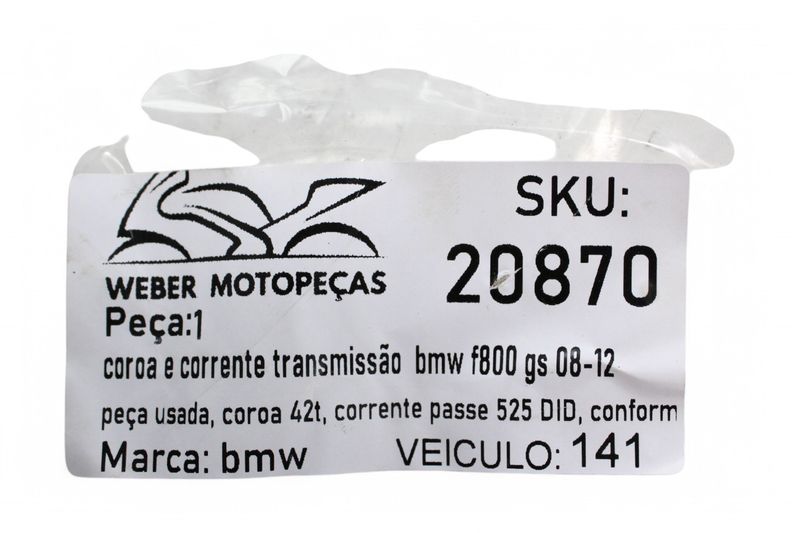 SKU:
20870
WEBER MOTOPEÇAS
Peça:1
coroa e corrente transmissão bmw f800 gs 08-12
peça usada, coroa 42t, corrente passe 525 DID, conform
Marca: bmw VEICULO: 141